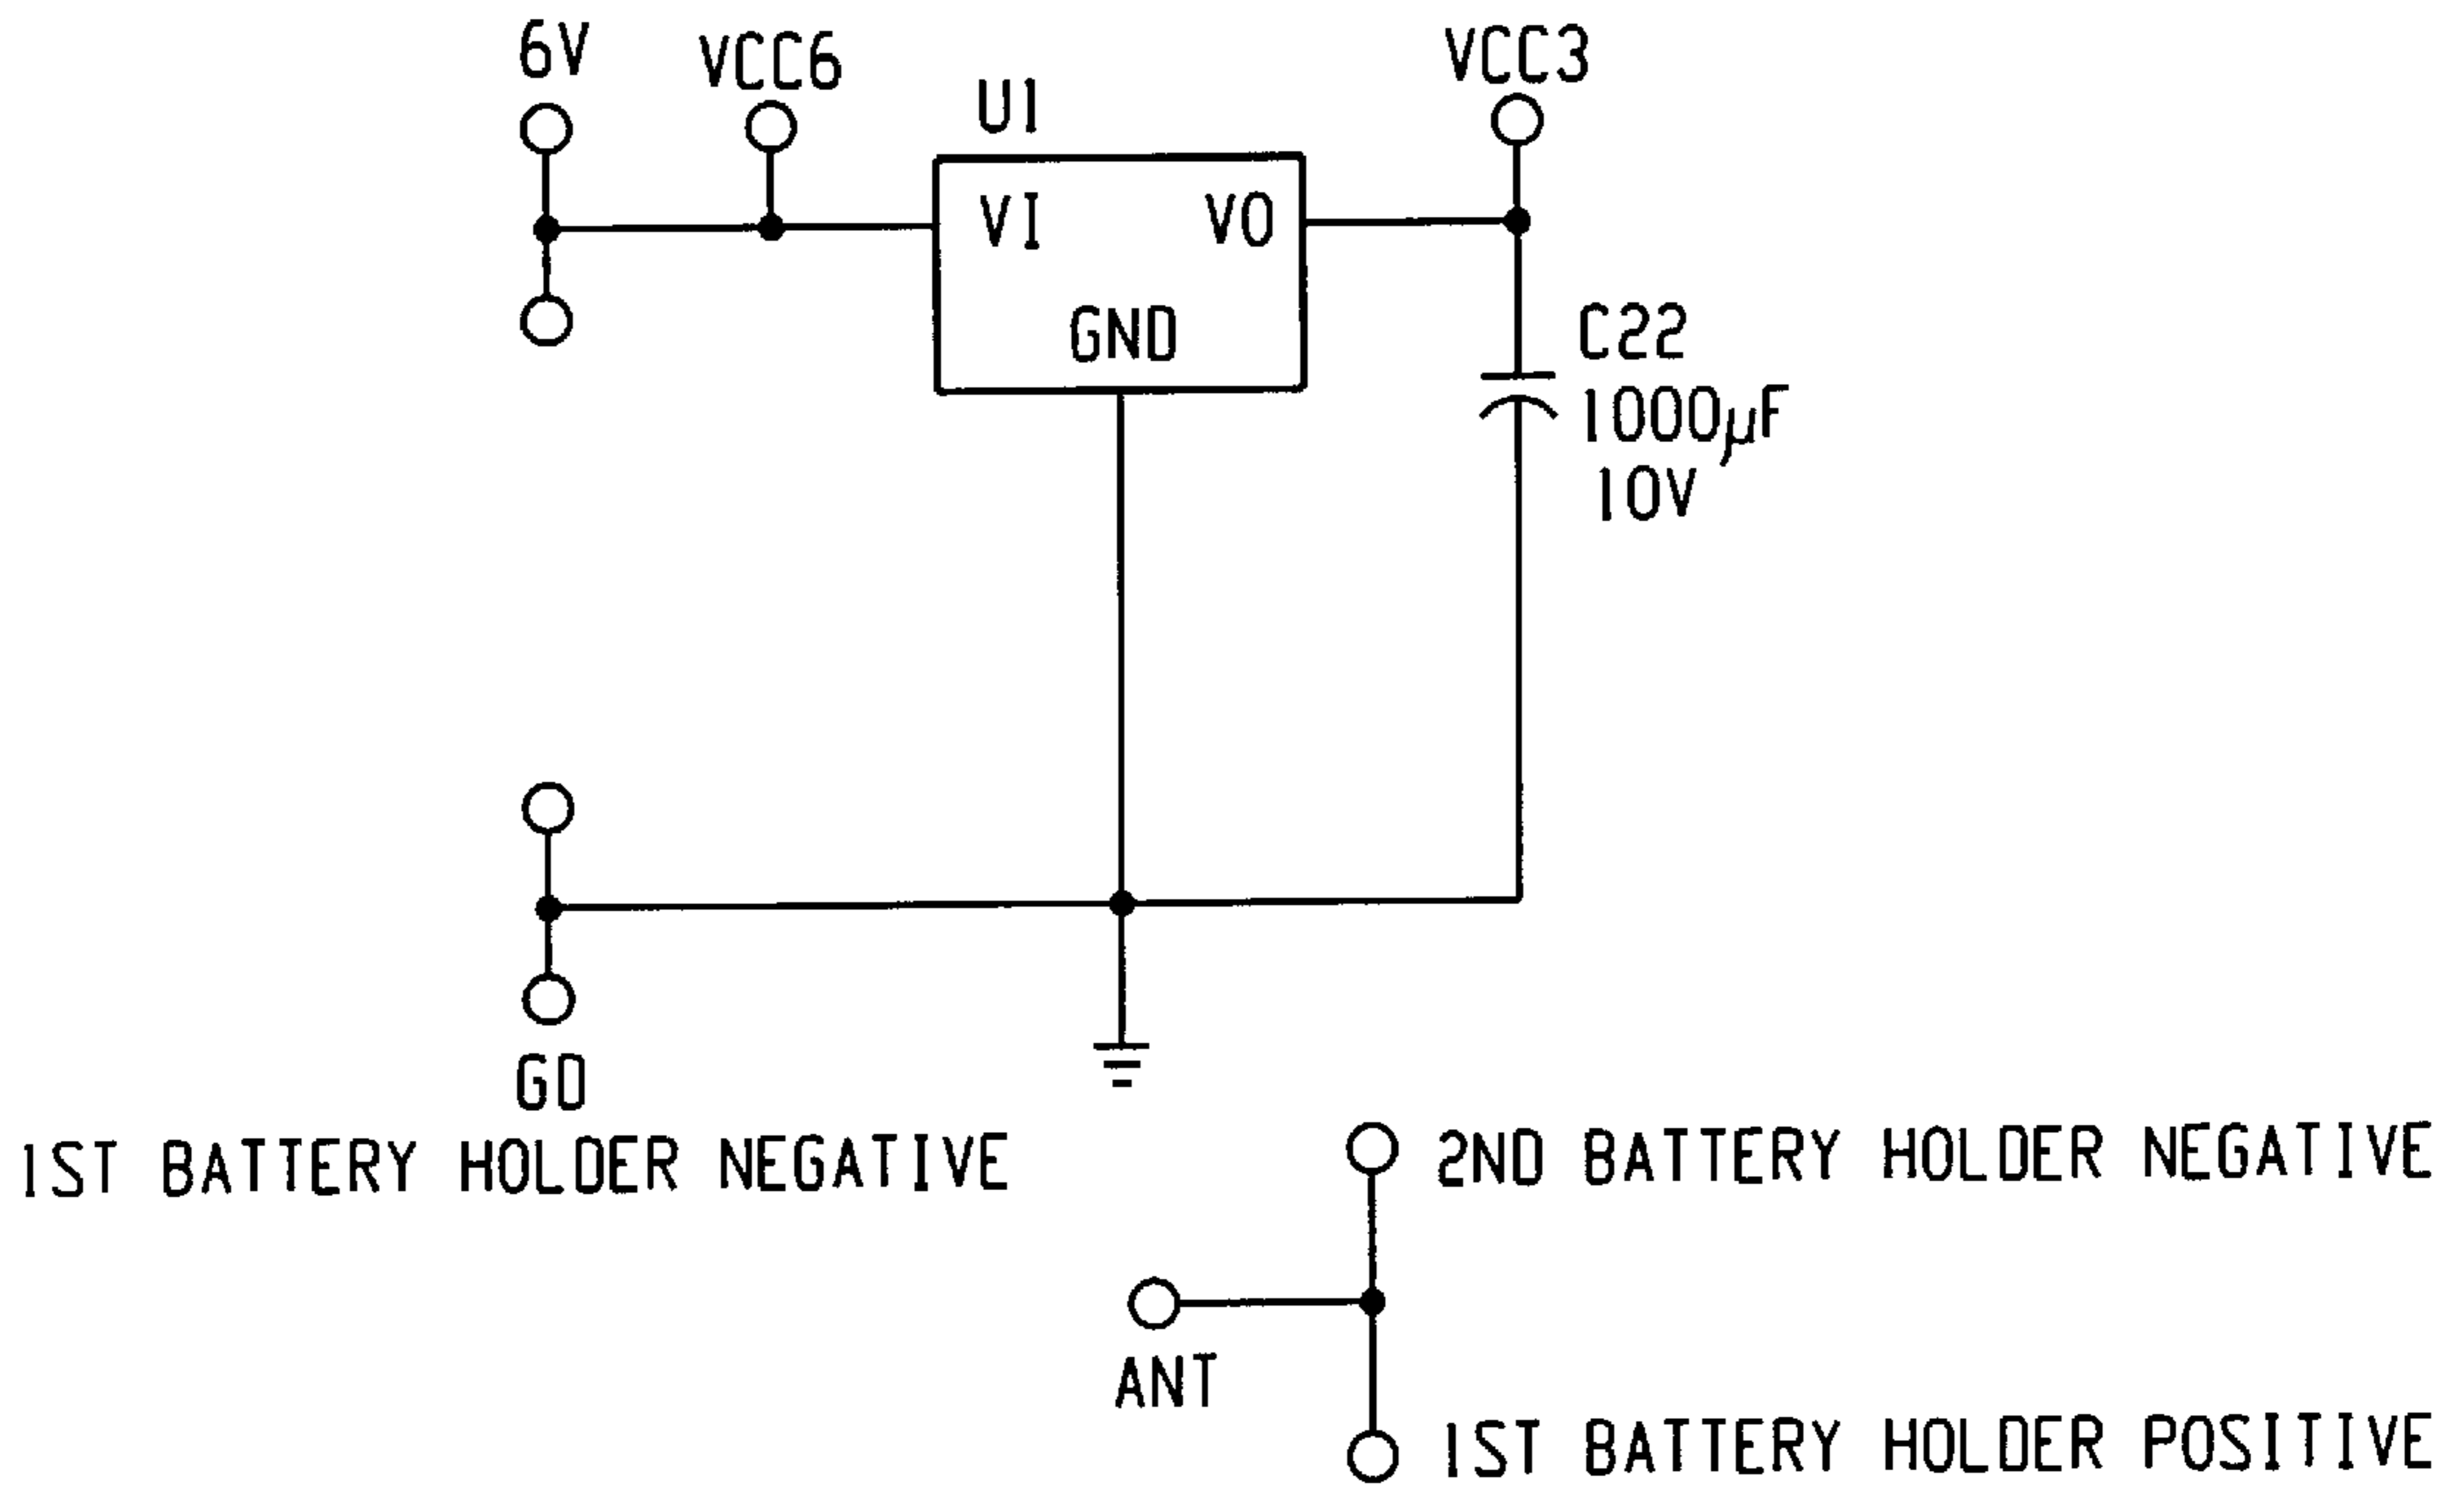 6V
VCC6
U1
VCC3
VI
VO
GND
C22
1000µF
10V
GD
1ST BATTERY HOLDER NEGATIVE
2ND BATTERY HOLDER NEGATIVE
ANT
1ST BATTERY HOLDER POSITIVE